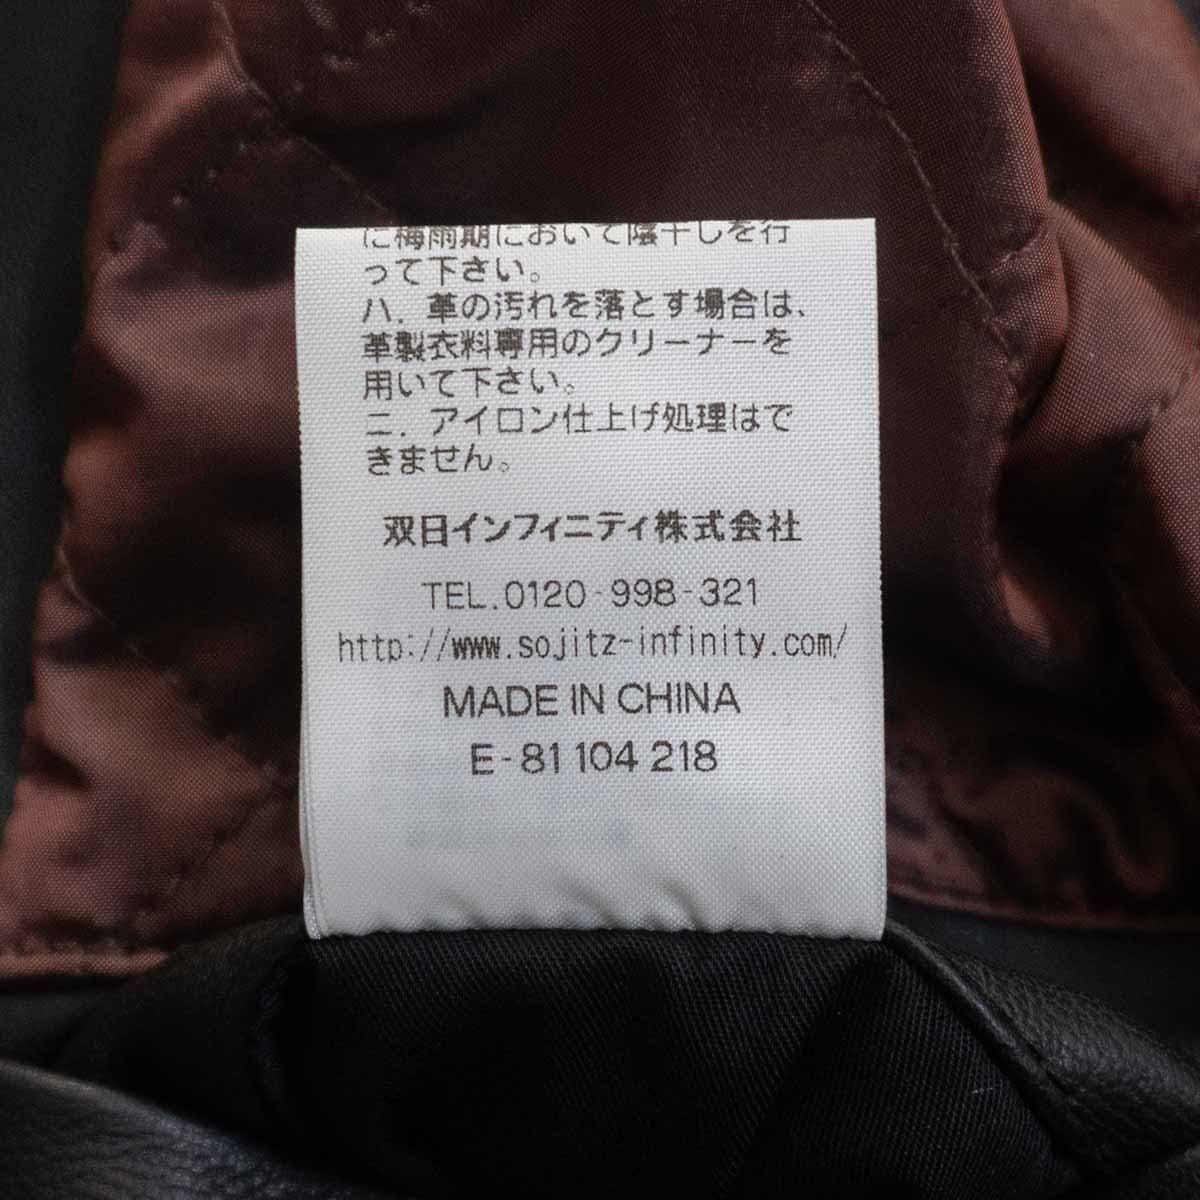 に梅雨期において陰干しを行
って下さい。
ハ．革の汚れを落とす場合は、
革製衣料専用のクリーナーを
用いて下さい。
ニ．アイロン仕上げ処理はで
きません。
双日インフィニティ株式会社
TEL.0120-998-321
http://www.sojitz-infinity.com/
MADE IN CHINA
E-81 104 218